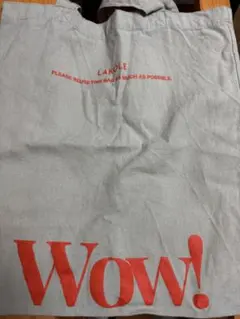 PLEASE REUSE THIS BAG AS MUCH AS POSSIBLE.
Wow!